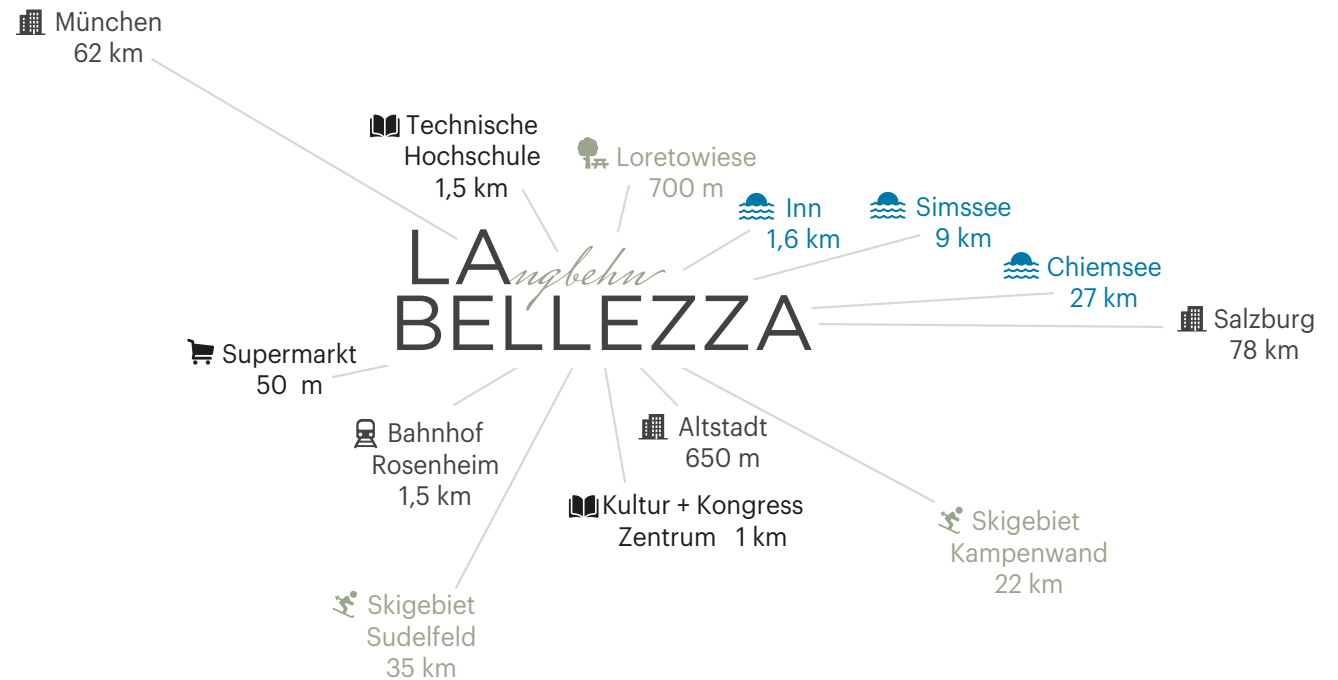 München
62 km
Technische
Hochschule
1,5 km
Loretowiese
700 m
Inn
1,6 km
Simssee
9 km
Chiemsee
27 km
Salzburg
78 km
LAngbehn
BELLEZZA
Supermarkt
50 m
Bahnhof
Rosenheim
1,5 km
Altstadt
650 m
Kultur + Kongress
Zentrum 1 km
Skigebiet
Kampenwand
22 km
Skigebiet
Sudelfeld
35 km